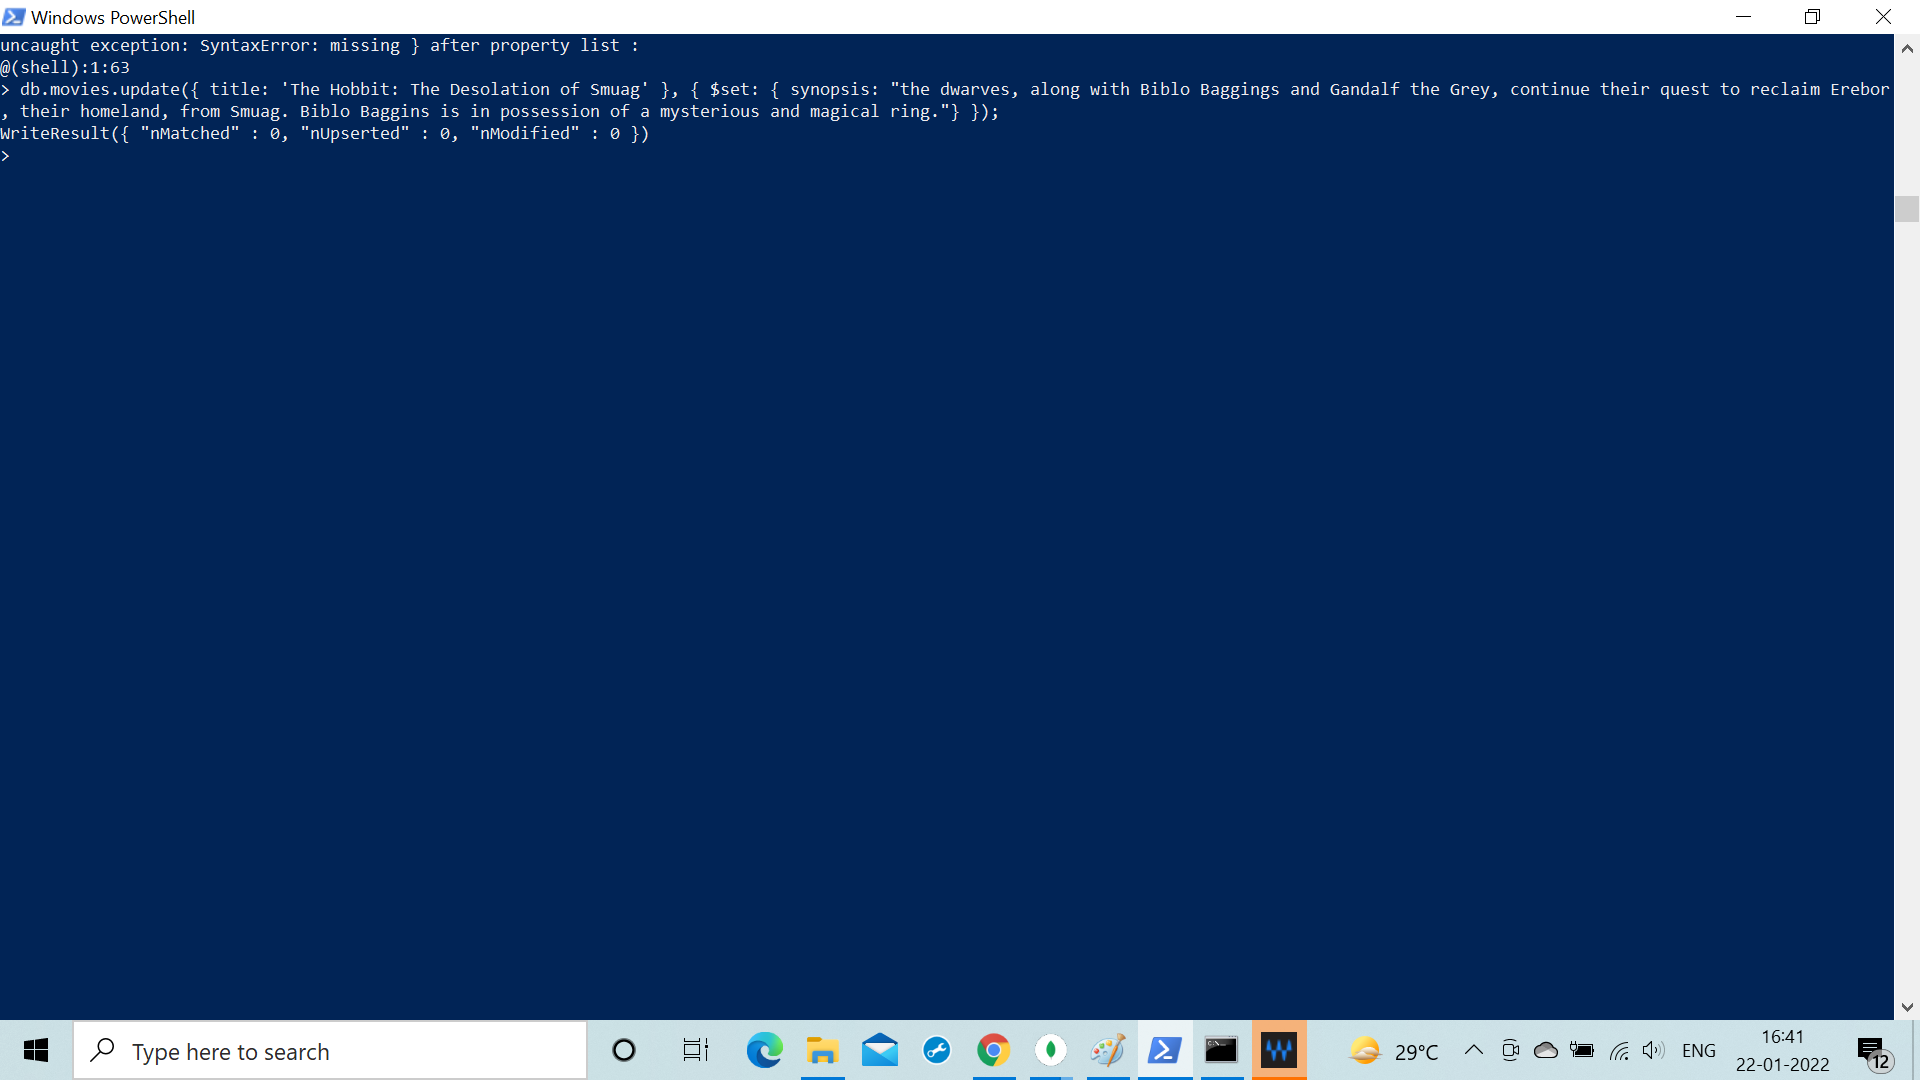 Windows PowerShell
uncaught exception: SyntaxError: missing } after property list :
@(shell):1:63
> db.movies.update({ title: 'The Hobbit: The Desolation of Smuag' }, { $set: { synopsis: "the dwarves, along with Biblo Baggings and Gandalf the Grey, continue their quest to reclaim Erebor
, their homeland, from Smuag. Biblo Baggins is in possession of a mysterious and magical ring."} });
WriteResult({ "nMatched" : 0, "nUpserted" : 0, "nModified" : 0 })
>
Type here to search
29°C
ENG
16:41
22-01-2022
12